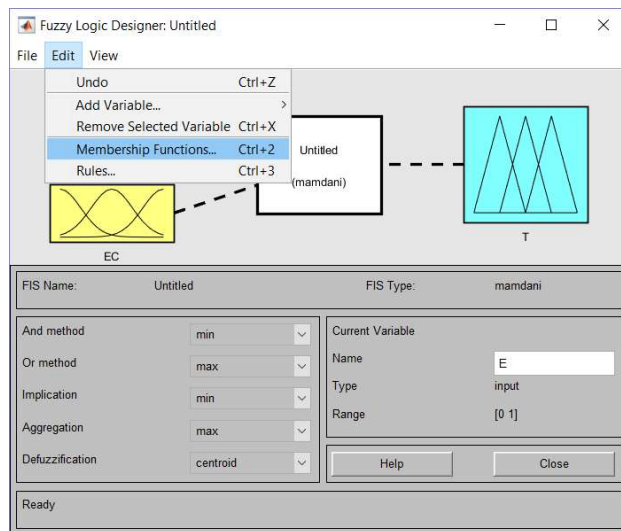 Fuzzy Logic Designer: Untitled
File Edit View
Undo Ctrl+Z
Add Variable... >
Remove Selected Variable Ctrl+X
Membership Functions... Ctrl+2
Rules... Ctrl+3
Untitled
(mamdani)
EC
T
FIS Name: Untitled FIS Type: mamdani
And method min
Or method max
Implication min
Aggregation max
Defuzzification centroid
Current Variable
Name E
Type input
Range [0 1]
Help Close
Ready